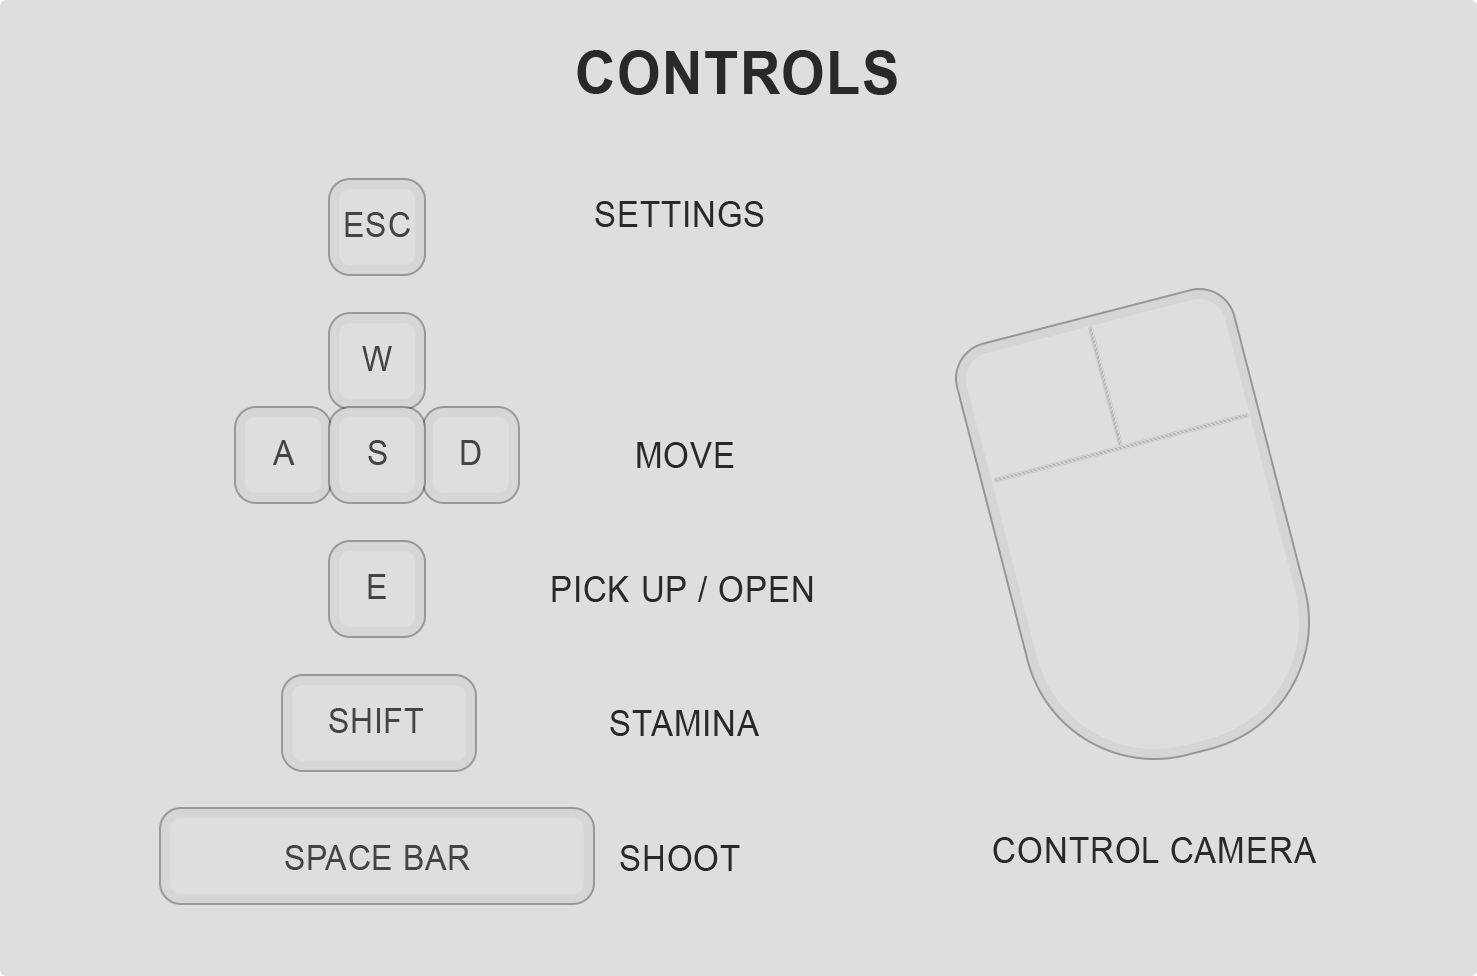 CONTROLS
ESC
SETTINGS
W
A S D
MOVE
E
PICK UP / OPEN
SHIFT
STAMINA
SPACE BAR
SHOOT
CONTROL CAMERA